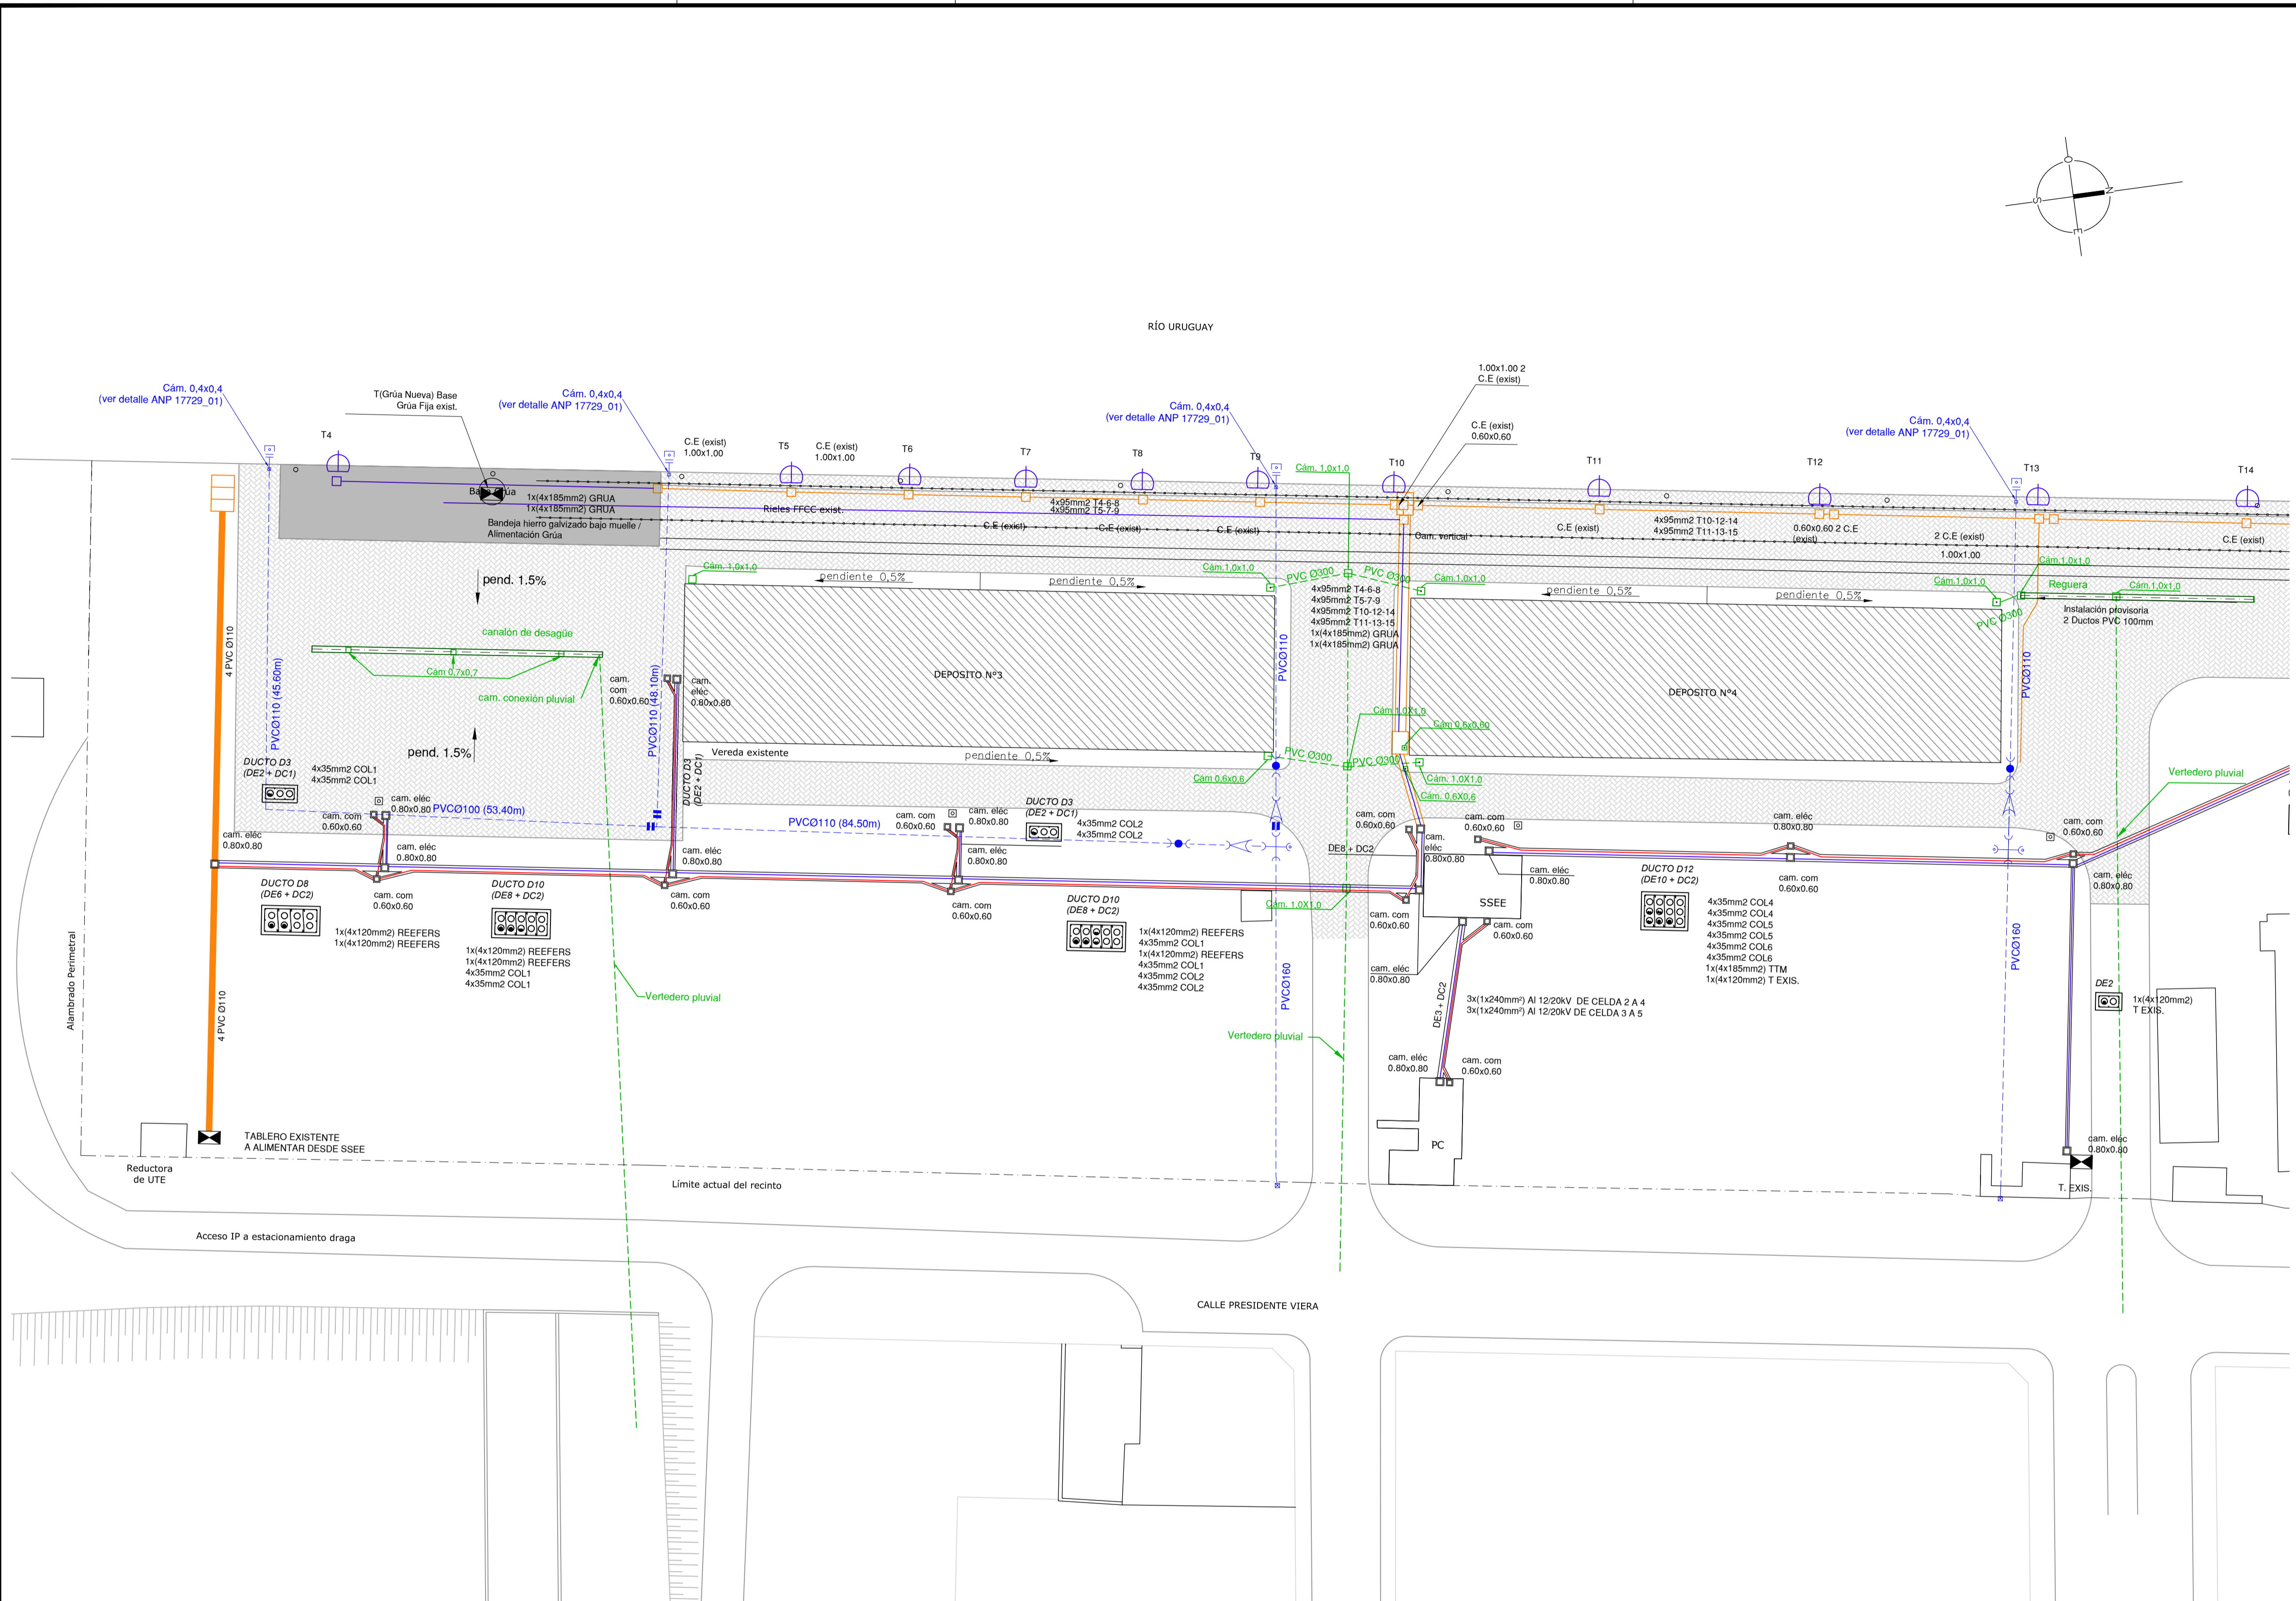 O
N
S
E
RÍO URUGUAY
1.00x1.00 2
C.E (exist)
Cám. 0,4x0,4
(ver detalle ANP 17729_01)
T(Grúa Nueva) Base
Grúa Fija exist.
Cám. 0,4x0,4
(ver detalle ANP 17729_01)
Cám. 0,4x0,4
(ver detalle ANP 17729_01)
C.E (exist)
0.60x0.60
Cám. 0,4x0,4
(ver detalle ANP 17729_01)
T4
C.E (exist)
1.00x1.00
T5
C.E (exist)
1.00x1.00
T6
T7
T8
T9
Cám. 1,0x1,0
T10
T11
T12
T13
T14
1x(4x185mm2) GRUA
1x(4x185mm2) GRUA
Rieles FFCC exist.
4x95mm2 T4-6-8
4x95mm2 T5-7-9
Bandeja hierro galvizado bajo muelle /
Alimentación Grúa
C.E (exist)
C.E (exist)
C.E (exist)
Cam. vertical
C.E (exist)
4x95mm2 T10-12-14
4x95mm2 T11-13-15
0.60x0.60 2 C.E
(exist)
2 C.E (exist)
1.00x1.00
C.E (exist)
pend. 1.5%
Cám. 1,0x1,0
pendiente 0,5%
pendiente 0,5%
Cám.1,0x1,0
PVC Ø300
PVC Ø300
Cám.1,0x1,0
pendiente 0,5%
pendiente 0,5%
Cám.1,0x1,0
PVC Ø300
Cám.1,0x1,0
Reguera
Cám.1,0x1,0
Instalación provisoria
2 Ductos PVC 100mm
4x95mm2 T4-6-8
4x95mm2 T5-7-9
4x95mm2 T10-12-14
4x95mm2 T11-13-15
1x(4x185mm2) GRUA
1x(4x185mm2) GRUA
4 PVC Ø110
PVCØ110 (45.60m)
canalón de desagüe
Cám 0,7x0,7
cam. conexión pluvial
PVCØ110 (48.10m)
cam.
com
0.60x0.60
cam.
eléc
0.80x0.80
DEPOSITO Nº3
PVCØ110
DEPOSITO Nº4
PVCØ110
Cám 1,0X1,0
Cám 0,6x0,60
pend. 1.5%
Vereda existente
pendiente 0,5%
PVC Ø300
PVC Ø300
Cám 0,6x0,6
Cám. 1,0X1,0
Cám. 0,6X0,6
Vertedero pluvial
DUCTO D3
(DE2 + DC1)
4x35mm2 COL1
4x35mm2 COL1
DUCTO D3
(DE2 + DC1)
cam. eléc
0.80x0.80
PVCØ100 (53.40m)
cam. com
0.60x0.60
cam. eléc
0.80x0.80
cam. eléc
0.80x0.80
cam. eléc
0.80x0.80
PVCØ110 (84.50m)
cam. com
0.60x0.60
cam. eléc
0.80x0.80
DUCTO D3
(DE2 + DC1)
4x35mm2 COL2
4x35mm2 COL2
cam. eléc
0.80x0.80
cam. com
0.60x0.60
DE8 + DC2
cam.
eléc
0.80x0.80
cam. com
0.60x0.60
cam. eléc
0.80x0.80
cam. com
0.60x0.60
cam. eléc
0.80x0.80
cam. com
0.60x0.60
cam. eléc
0.80x0.80
DUCTO D8
(DE6 + DC2)
1x(4x120mm2) REEFERS
1x(4x120mm2) REEFERS
cam. com
0.60x0.60
DUCTO D10
(DE8 + DC2)
1x(4x120mm2) REEFERS
1x(4x120mm2) REEFERS
4x35mm2 COL1
4x35mm2 COL1
cam. com
0.60x0.60
cam. com
0.60x0.60
DUCTO D10
(DE8 + DC2)
1x(4x120mm2) REEFERS
4x35mm2 COL1
1x(4x120mm2) REEFERS
4x35mm2 COL1
4x35mm2 COL2
4x35mm2 COL2
Cám. 1,0X1,0
SSEE
cam. com
0.60x0.60
cam. com
0.60x0.60
DUCTO D12
(DE10 + DC2)
4x35mm2 COL4
4x35mm2 COL4
4x35mm2 COL5
4x35mm2 COL5
4x35mm2 COL6
4x35mm2 COL6
1x(4x185mm2) TTM
1x(4x120mm2) T EXIS.
Alambrado Perimetral
4 PVC Ø110
Vertedero pluvial
PVCØ160
Vertedero pluvial
cam. eléc
0.80x0.80
DE3 + DC2
3x(1x240mm²) Al 12/20kV DE CELDA 2 A 4
3x(1x240mm²) Al 12/20kV DE CELDA 3 A 5
PVCØ160
DE2
1x(4x120mm2)
T EXIS.
cam. eléc
0.80x0.80
cam. com
0.60x0.60
PC
TABLERO EXISTENTE
A ALIMENTAR DESDE SSEE
Reductora
de UTE
Límite actual del recinto
cam. eléc
0.80x0.80
T. EXIS.
Acceso IP a estacionamiento draga
CALLE PRESIDENTE VIERA